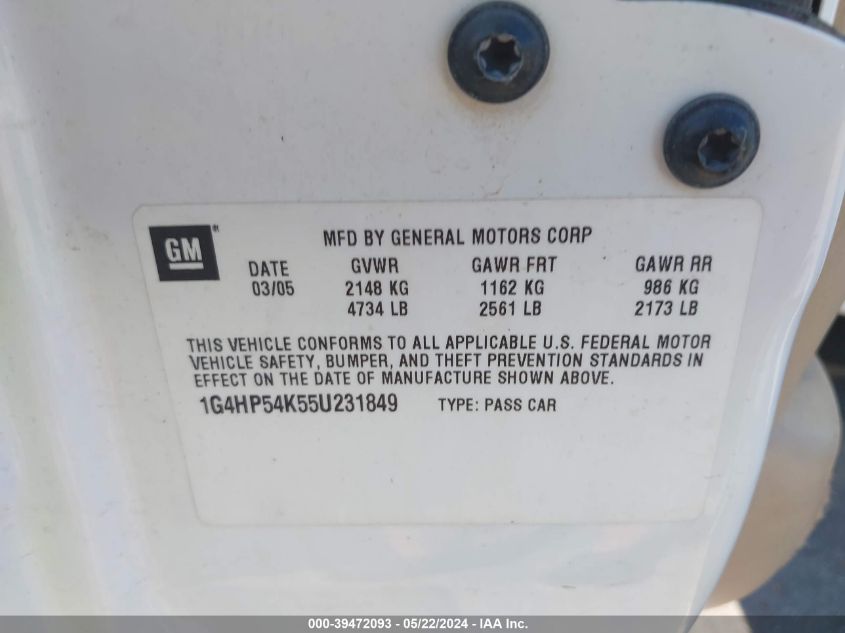 GM
MFD BY GENERAL MOTORS CORP
DATE GVWR GAWR FRT GAWR RR
03/05 2148 KG 1162 KG 986 KG
4734 LB 2561 LB 2173 LB
THIS VEHICLE CONFORMS TO ALL APPLICABLE U.S. FEDERAL MOTOR
VEHICLE SAFETY, BUMPER, AND THEFT PREVENTION STANDARDS IN
EFFECT ON THE DATE OF MANUFACTURE SHOWN ABOVE.
1G4HP54K55U231849 TYPE: PASS CAR
000-39472093 - 05/22/2024 - IAA Inc.